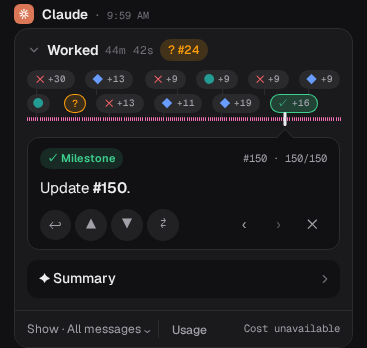 Claude · 9:59 AM
Worked 44m 42s ? #24
+30 +13 +9 +9 +9 +9
? +13 +11 +19 ✓ +16
✓ Milestone #150 · 150/150
Update #150.
Summary
Show · All messages Usage Cost unavailable